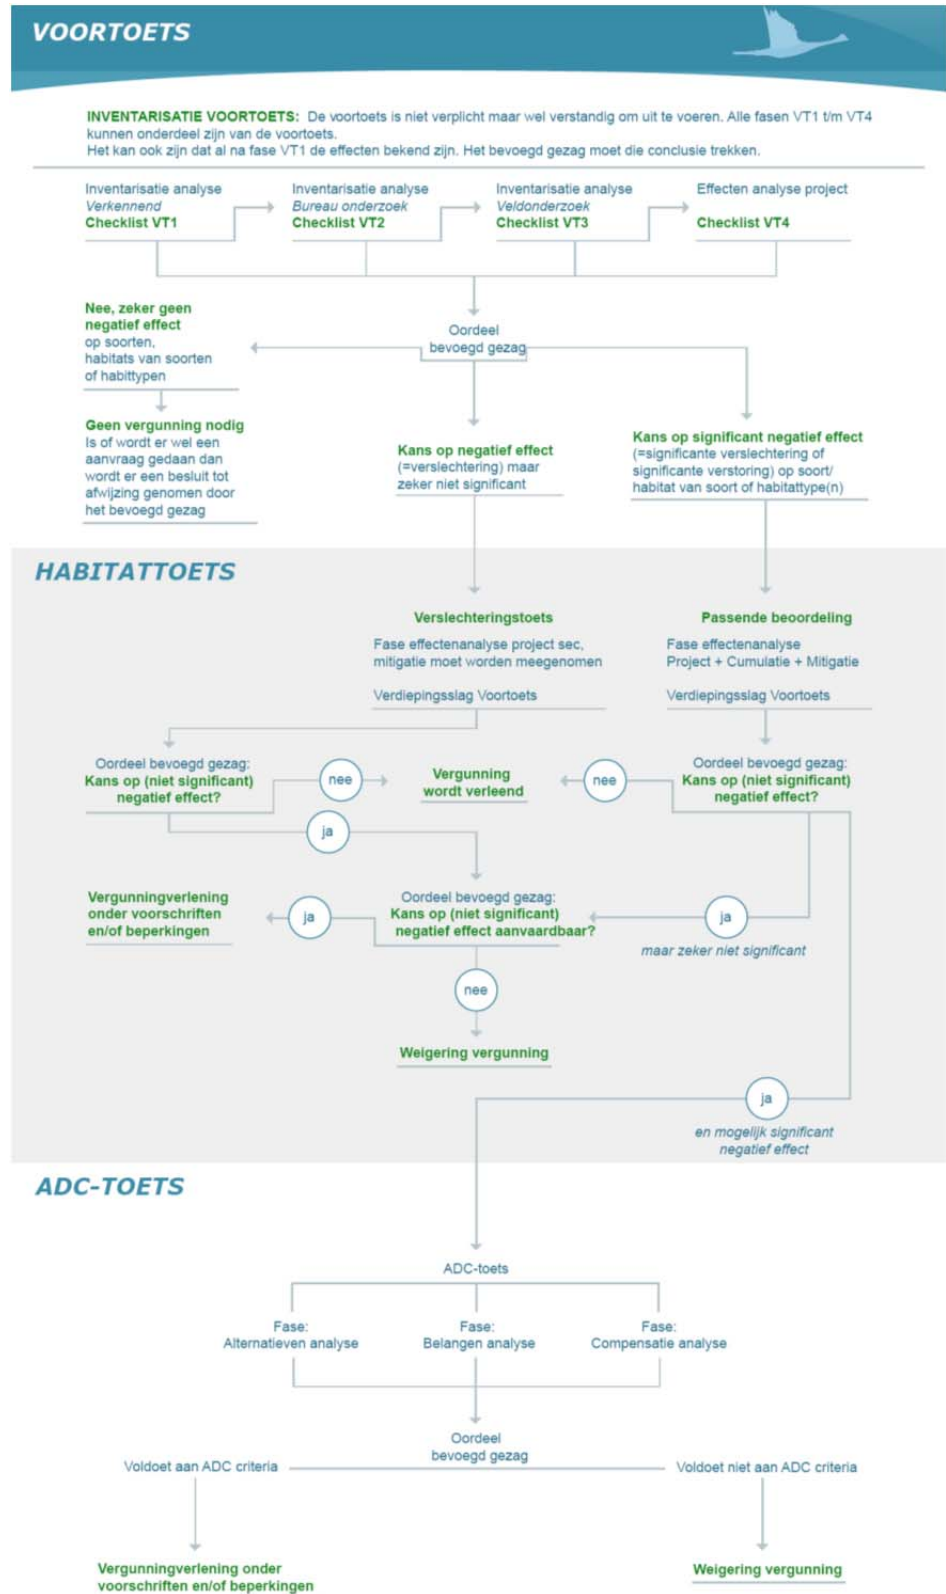 VOORTOETS
INVENTARISATIE VOORTOETS: De voortoets is niet verplicht maar wel verstandig om uit te voeren. Alle fasen VT1 t/m VT4
kunnen onderdeel zijn van de voortoets.
Het kan ook zijn dat al na fase VT1 de effecten bekend zijn. Het bevoegd gezag moet die conclusie trekken.
Inventarisatie analyse
Verkennend
Checklist VT1
Inventarisatie analyse
Bureau onderzoek
Checklist VT2
Inventarisatie analyse
Veldonderzoek
Checklist VT3
Effecten analyse project
Checklist VT4
Nee, zeker geen
negatief effect
op soorten,
habitats van soorten
of habittypen
Oordeel
bevoegd gezag
Geen vergunning nodig
Is of wordt er wel een
aanvraag gedaan dan
wordt er een besluit tot
afwijzing genomen door
het bevoegd gezag
Kans op negatief effect
(=verslechtering) maar
zeker niet significant
Kans op significant negatief effect
(=significante verslechtering of
significante verstoring) op soort/
habitat van soort of habitattype(n)
HABITATTOETS
Verslechteringstoets
Fase effectenanalyse project sec,
mitigatie moet worden meegenomen
Verdiepingsslag Voortoets
Passende beoordeling
Fase effectenanalyse
Project + Cumulatie + Mitigatie
Verdiepingsslag Voortoets
Oordeel bevoegd gezag:
Kans op (niet significant)
negatief effect?
nee
Vergunning
wordt verleend
nee
Oordeel bevoegd gezag:
Kans op (niet significant)
negatief effect?
ja
Vergunningverlening
onder voorschriften
en/of beperkingen
ja
Oordeel bevoegd gezag:
Kans op (niet significant)
negatief effect aanvaardbaar?
ja
maar zeker niet significant
nee
Weigering vergunning
ja
en mogelijk significant
negatief effect
ADC-TOETS
ADC-toets
Fase:
Alternatieven analyse
Fase:
Belangen analyse
Fase:
Compensatie analyse
Oordeel
bevoegd gezag
Voldoet aan ADC criteria
Voldoet niet aan ADC criteria
Vergunningverlening onder
voorschriften en/of beperkingen
Weigering vergunning